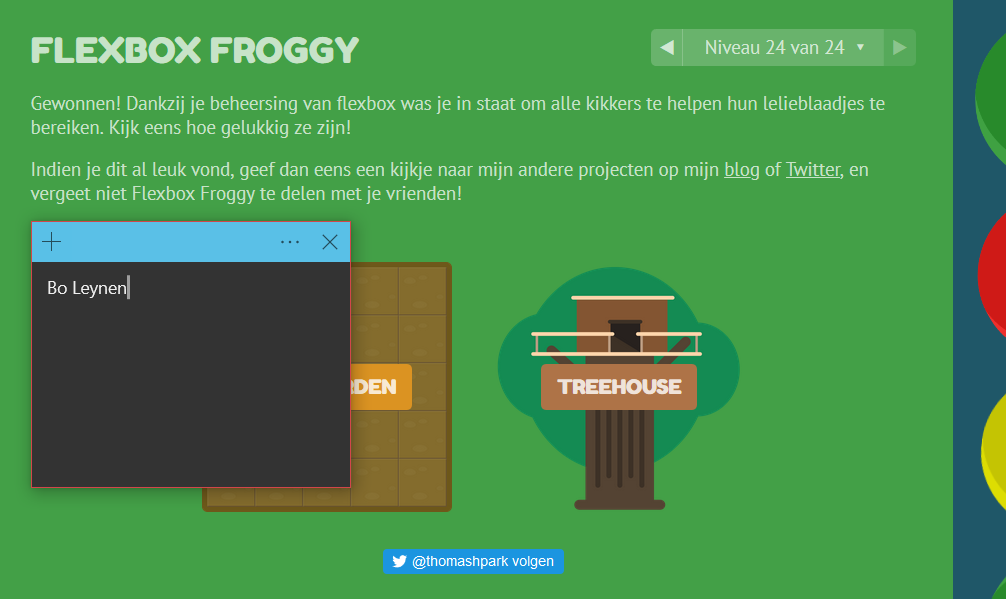 FLEXBOX FROGGY
◀ Niveau 24 van 24 ▼ ▶
Gewonnen! Dankzij je beheersing van flexbox was je in staat om alle kikkers te helpen hun lelieblaadjes te
bereiken. Kijk eens hoe gelukkig ze zijn!
Indien je dit al leuk vond, geef dan eens een kijkje naar mijn andere projecten op mijn blog of Twitter, en
vergeet niet Flexbox Froggy te delen met je vrienden!
Bo Leynen
RDEN
TREEHOUSE
@thomashpark volgen